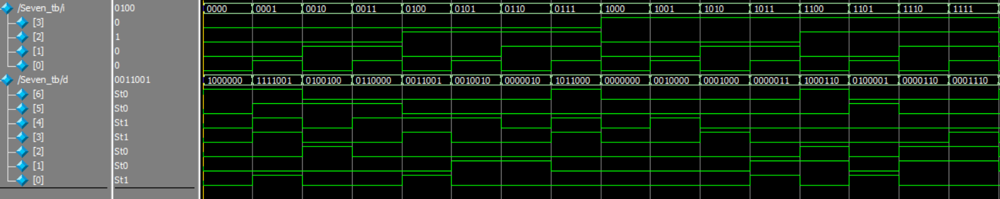 /Seven_tb/i 0100 0000 0001 0010 0011 0100 0101 0110 0111 1000 1001 1010 1011 1100 1101 1110 1111
[3] 0
[2] 1
[1] 0
[0] 0
/Seven_tb/d 0011001 1000000 1111001 0100100 0110000 0011001 0010010 0000010 1011000 0000000 0010000 0001000 0000011 1000110 0100001 0000110 0001110
[6] St0
[5] St0
[4] St1
[3] St1
[2] St0
[1] St0
[0] St1